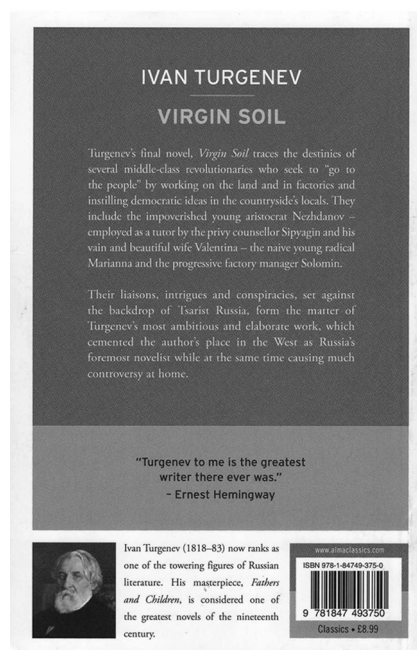 IVAN TURGENEV
VIRGIN SOIL
Turgenev's final novel, Virgin Soil traces the destinies of
several middle-class revolutionaries who seek to "go to
the people" by working on the land and in factories and
instilling democratic ideas in the countryside's locals. They
include the impoverished young aristocrat Nezhdanov –
employed as a tutor by the privy counsellor Sipyagin and his
vain and beautiful wife Valentina – the naive young radical
Marianna and the progressive factory manager Solomin.
Their liaisons, intrigues and conspiracies, set against
the backdrop of Tsarist Russia, form the matter of
Turgenev's most ambitious and elaborate work, which
cemented the author's place in the West as Russia's
foremost novelist while at the same time causing much
controversy at home.
"Turgenev to me is the greatest
writer there ever was."
– Ernest Hemingway
Ivan Turgenev (1818–83) now ranks as
one of the towering figures of Russian
literature. His masterpiece, Fathers
and Children, is considered one of
the greatest novels of the nineteenth
century.
www.almaclassics.com
ISBN 978-1-84749-375-0
9 781847 493750
Classics • £8.99